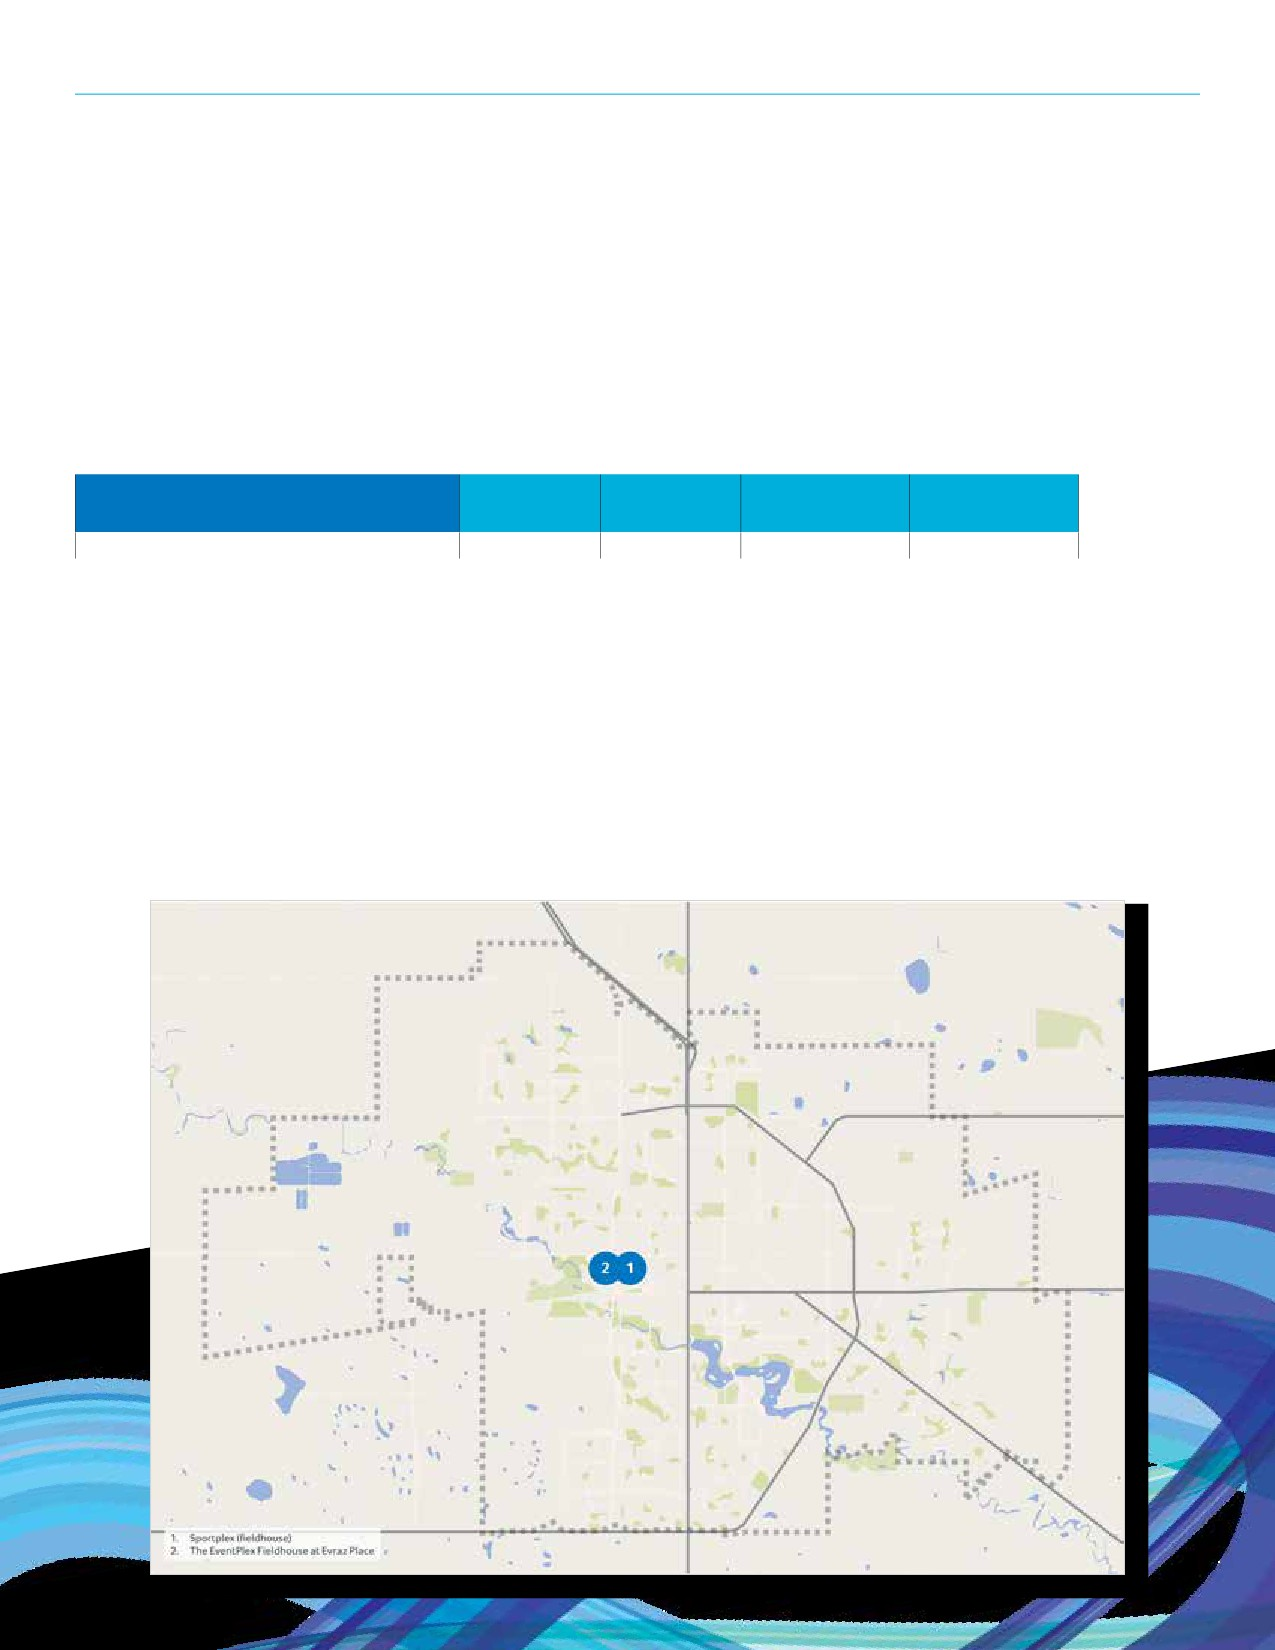 2 1
1. Sportplex (fieldhouse)
2. The EventPlex Fieldhouse at Evraz Place